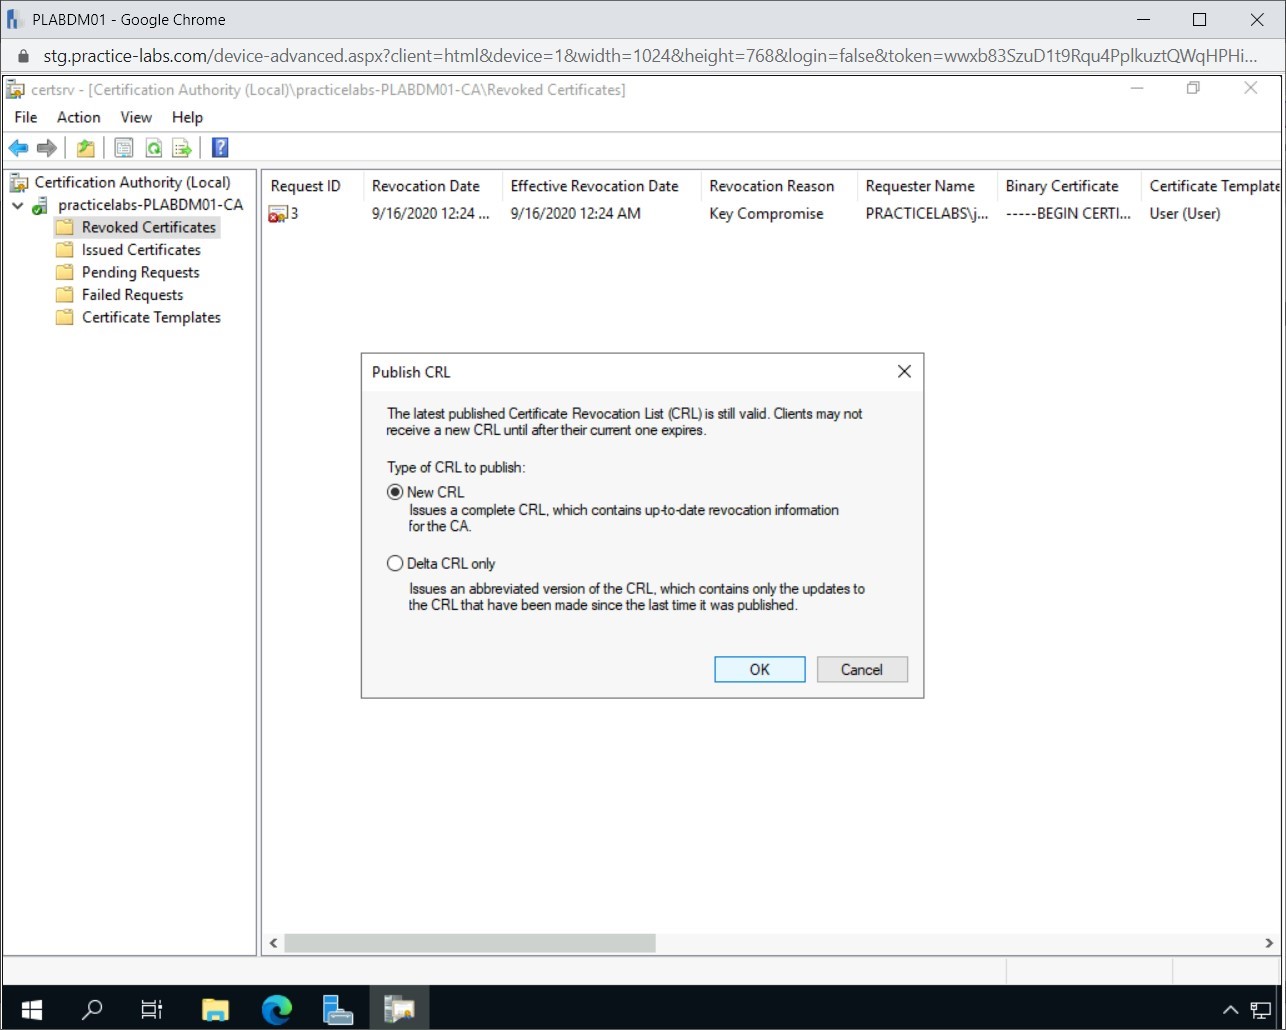 PLABDM01 - Google Chrome
stg.practice-labs.com/device-advanced.aspx?client=html&device=1&width=1024&height=768&login=false&token=wwxb83SzuD1t9Rqu4PplkuztQWqHPHi...
certsrv - [Certification Authority (Local)\practicelabs-PLABDM01-CA\Revoked Certificates]
File Action View Help
Certification Authority (Local)
practicelabs-PLABDM01-CA
Revoked Certificates
Issued Certificates
Pending Requests
Failed Requests
Certificate Templates
Request ID Revocation Date Effective Revocation Date Revocation Reason Requester Name Binary Certificate Certificate Template
3 9/16/2020 12:24 ... 9/16/2020 12:24 AM Key Compromise PRACTICELABS\j... -----BEGIN CERTI... User (User)
Publish CRL
The latest published Certificate Revocation List (CRL) is still valid. Clients may not
receive a new CRL until after their current one expires.
Type of CRL to publish:
New CRL
Issues a complete CRL, which contains up-to-date revocation information
for the CA.
Delta CRL only
Issues an abbreviated version of the CRL, which contains only the updates to
the CRL that have been made since the last time it was published.
OK Cancel